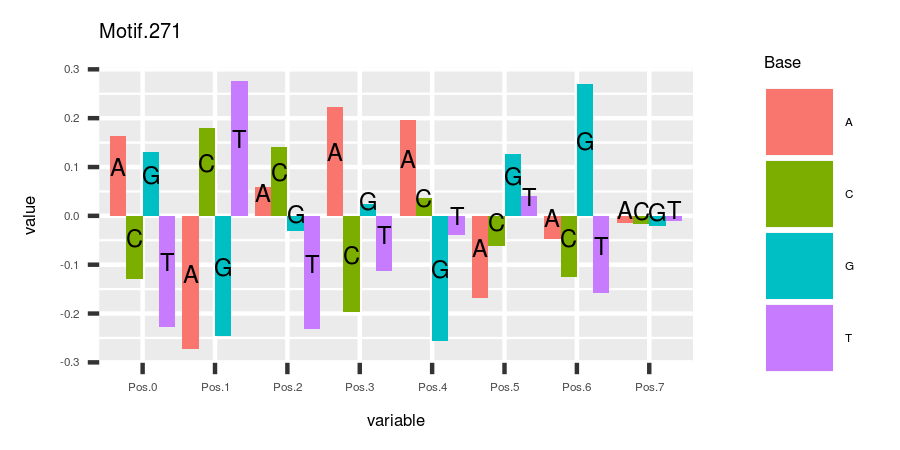 Motif.271
value
0.3
0.2
0.1
0.0
-0.1
-0.2
-0.3
A C G T
A C G T
A C G T
A C G T
A C G T
A C G T
A C G T
A C G T
Pos.0 Pos.1 Pos.2 Pos.3 Pos.4 Pos.5 Pos.6 Pos.7
variable
Base
A
C
G
T